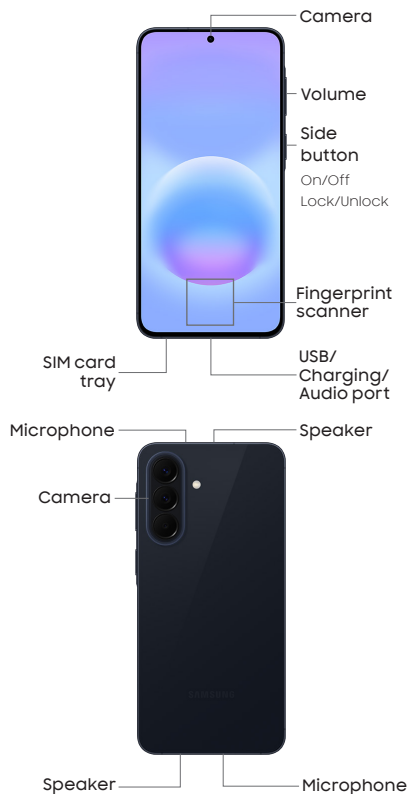 Camera
Volume
Side
button
On/Off
Lock/Unlock
Fingerprint
scanner
SIM card
tray
USB/
Charging/
Audio port
Microphone
Speaker
Camera
SAMSUNG
Speaker
Microphone